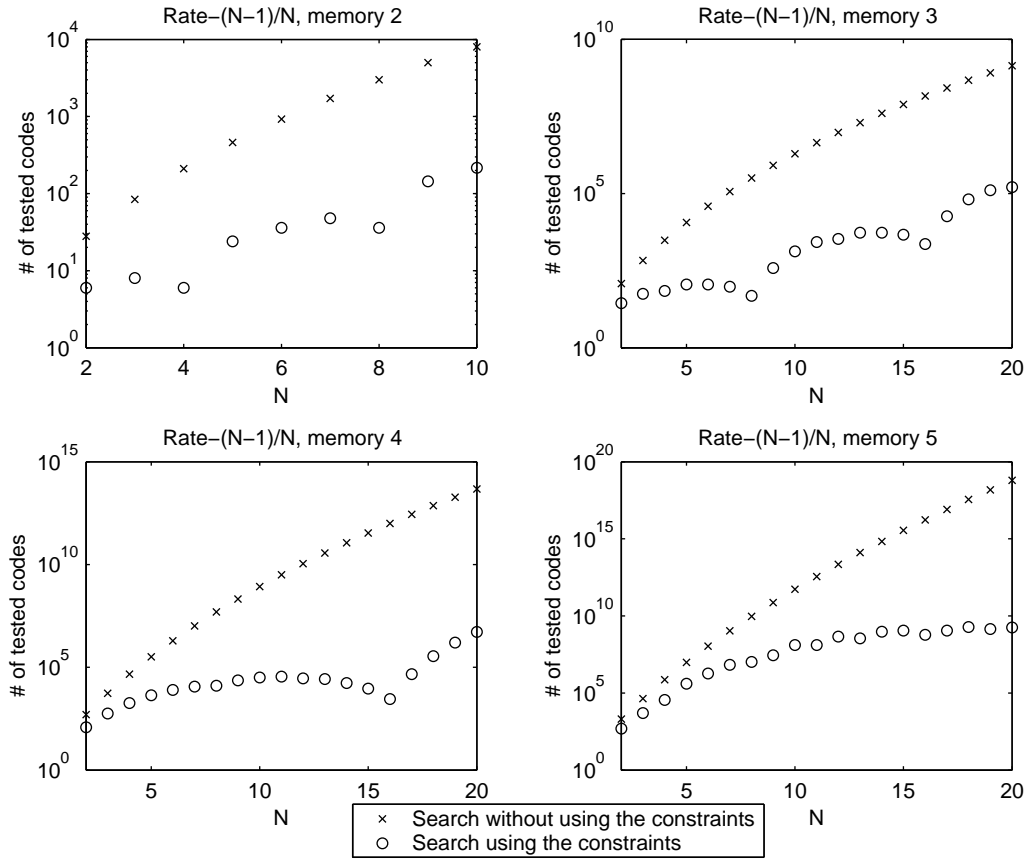 Rate−(N−1)/N, memory 2
10^4
10^3
10^2
10^1
10^0
# of tested codes
2 4 6 8 10
N
Rate−(N−1)/N, memory 3
10^10
10^5
10^0
# of tested codes
5 10 15 20
N
Rate−(N−1)/N, memory 4
10^15
10^10
10^5
10^0
# of tested codes
5 10 15 20
N
Rate−(N−1)/N, memory 5
10^20
10^15
10^10
10^5
10^0
# of tested codes
5 10 15 20
N
Search without using the constraints
Search using the constraints